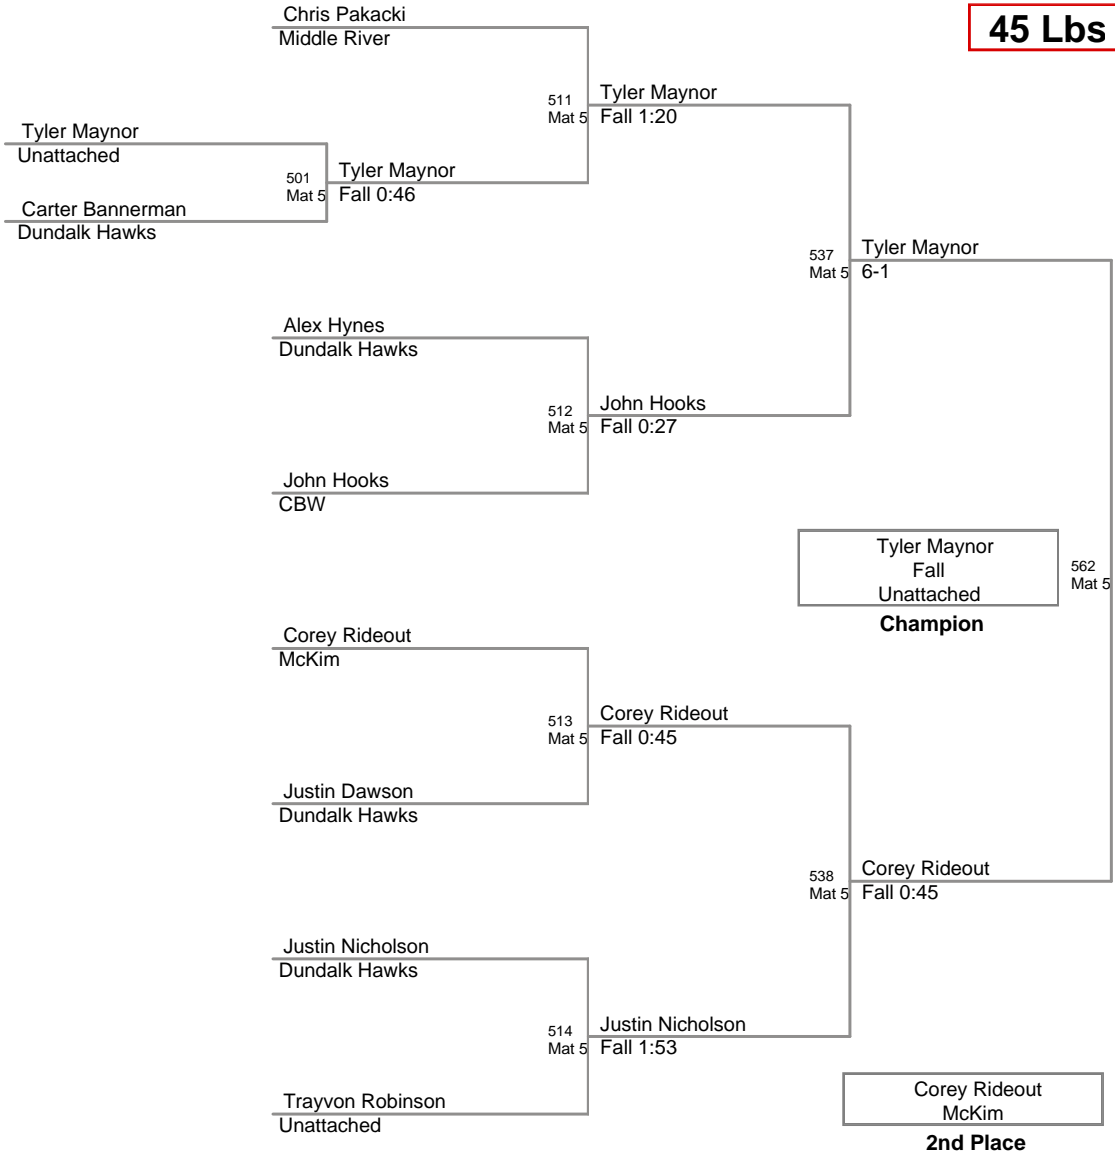 Chris Pakacki
Middle River
45 Lbs
511
Mat 5
Tyler Maynor
Fall 1:20
Tyler Maynor
Unattached
501
Mat 5
Tyler Maynor
Fall 0:46
Carter Bannerman
Dundalk Hawks
537
Mat 5
Tyler Maynor
6-1
Alex Hynes
Dundalk Hawks
512
Mat 5
John Hooks
Fall 0:27
John Hooks
CBW
Tyler Maynor
Fall
Unattached
Champion
562
Mat 5
Corey Rideout
McKim
513
Mat 5
Corey Rideout
Fall 0:45
Justin Dawson
Dundalk Hawks
538
Mat 5
Corey Rideout
Fall 0:45
Justin Nicholson
Dundalk Hawks
514
Mat 5
Justin Nicholson
Fall 1:53
Trayvon Robinson
Unattached
Corey Rideout
McKim
2nd Place